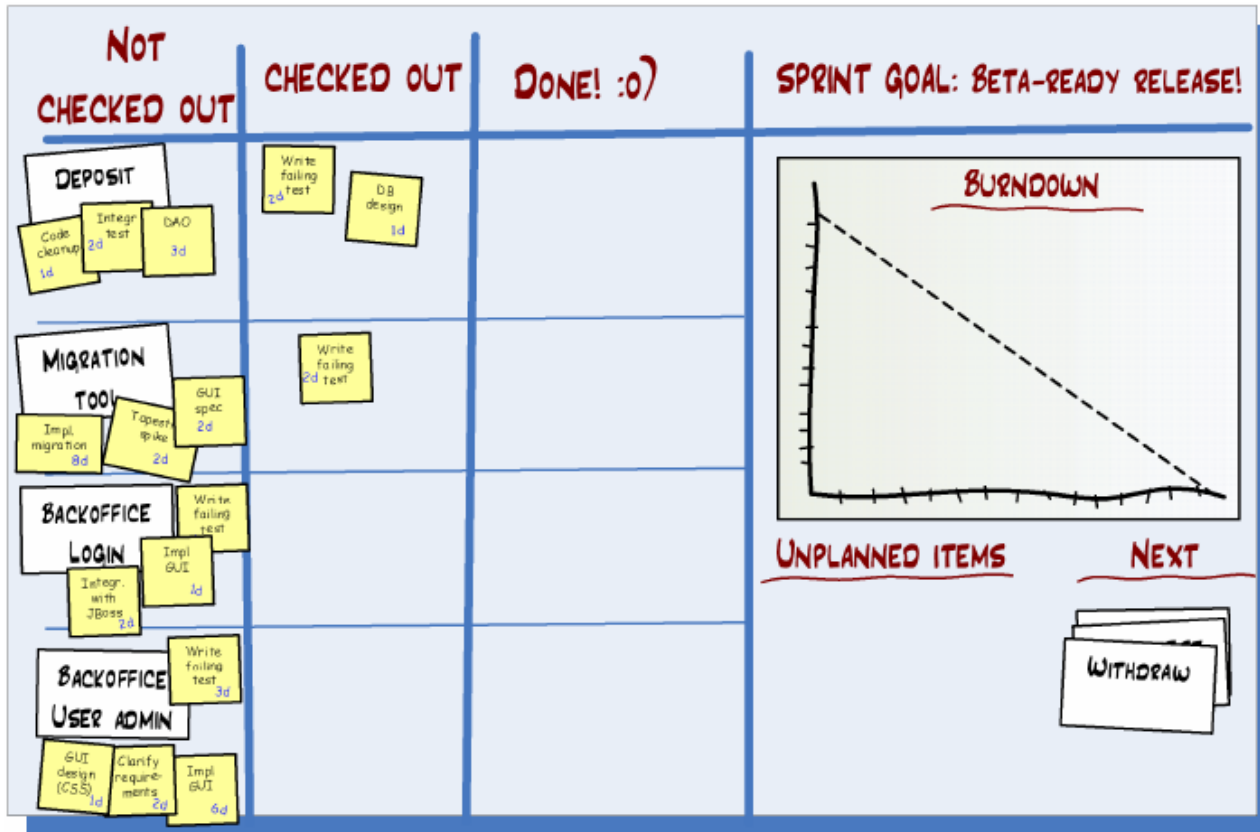 NOT
CHECKED OUT
CHECKED OUT
DONE! :o)
SPRINT GOAL: BETA-READY RELEASE!
DEPOSIT
Code
cleanup
1d
Integr
test
2d
DAO
3d
Write
failing
test
2d
DB
design
1d
MIGRATION
TOOL
Impl.
migration
8d
Tapestr
spike
2d
GUI
spec
2d
Write
failing
2d test
BACKOFFICE
LOGIN
Write
failing
test
Impl
GUI
1d
Integr.
with
JBoss
2d
BACKOFFICE
USER ADMIN
Write
failing
test
3d
GUI
design
(CSS)
1d
Clarify
require-
ments
2d
Impl
GUI
6d
BURNDOWN
UNPLANNED ITEMS
NEXT
WITHDRAW